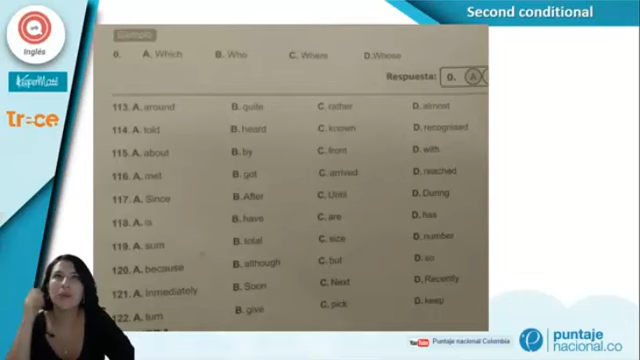 Second conditional
Inglés
SúperMatti
Trece
Example
0. A. Which B. Who C. Where D. Whose
Respuesta: 0. A
113. A. around B. quite C. rather D. almost
114. A. told B. heard C. known D. recognised
115. A. about B. by C. from D. with
116. A. met B. got C. arrived D. reached
117. A. Since B. After C. Until D. During
118. A. is B. have C. are D. has
119. A. sum B. total C. size D. number
120. A. because B. although C. but D. so
121. A. Immediately B. Soon C. Next D. Recently
122. A. turn B. give C. pick D. keep
YouTube Puntaje nacional Colombia
puntaje
nacional.co